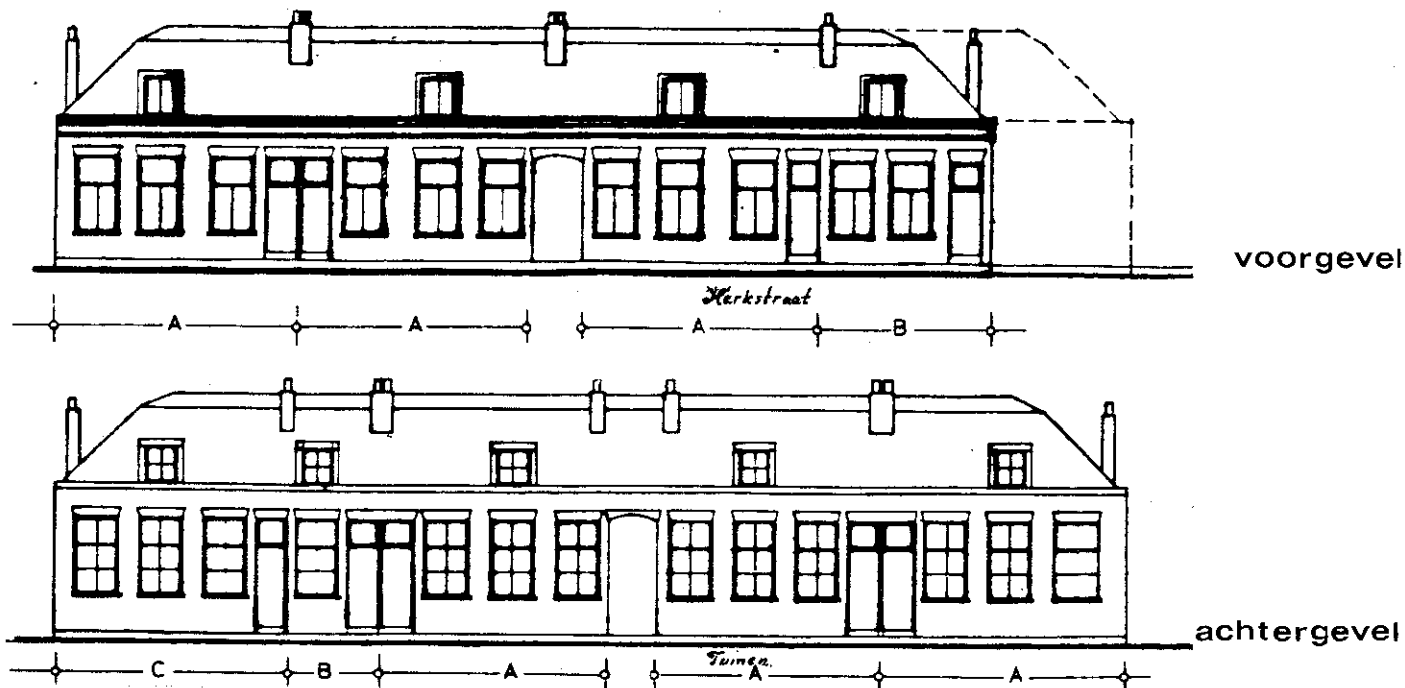 voorgevel
Herkstraat
A A A B
achtergevel
Tuinen.
C B A A A